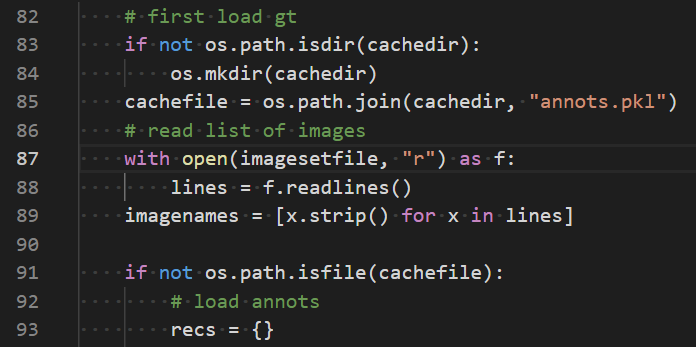 82 # first load gt
83 if not os.path.isdir(cachedir):
84 os.mkdir(cachedir)
85 cachefile = os.path.join(cachedir, "annots.pkl")
86 # read list of images
87 with open(imagesetfile, "r") as f:
88 lines = f.readlines()
89 imagenames = [x.strip() for x in lines]
90
91 if not os.path.isfile(cachefile):
92 # load annots
93 recs = {}